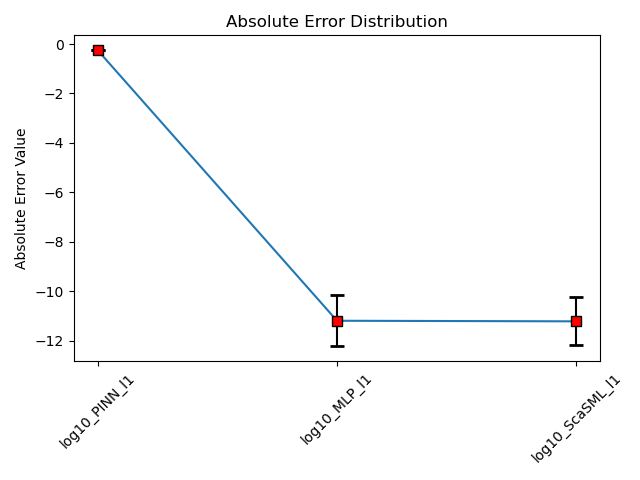 Absolute Error Distribution
Absolute Error Value
0
−2
−4
−6
−8
−10
−12
log10_PINN_l1
log10_MLP_l1
log10_ScaSML_l1